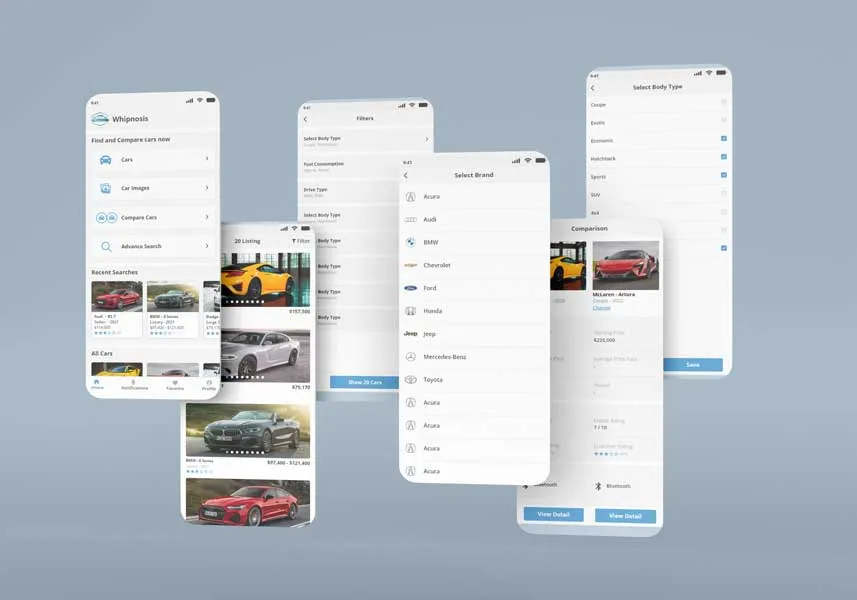 9:41
Whipnosis
Find and Compare cars now
Cars
Car Images
Compare Cars
Advance Search
Recent Searches
Audi - RS 7
Sedan - 2021
$114,000
BMW - 8 Series
Luxury - 2021
$97,400 - $121,400
Dodge
Large
$79,170
All Cars
Home
Notifications
Favorites
Profile
20 Listing
Filter
$157,500
$79,170
BMW - 8 Series
Luxury - 2021
$97,400 - $121,400
9:41
Filters
Select Body Type
Fuel Consumption
Drive Type
Select Body Type
Body Type
Body Type
Body Type
Body Type
Show 20 Cars
9:41
Select Brand
Acura
Audi
BMW
Chevrolet
Ford
Honda
Jeep
Mercedes-Benz
Toyota
Acura
Acura
Acura
Acura
Comparison
McLaren - Artura
Coupe - 2022
Change
Starting Price
$225,000
Average Price Paid
-
-
Expert Rating
7 / 10
Customer Rating
Bluetooth
Bluetooth
View Detail
View Detail
9:41
Select Body Type
Coupe
Exotic
Economic
Hatchback
Sports
SUV
4x4
Save